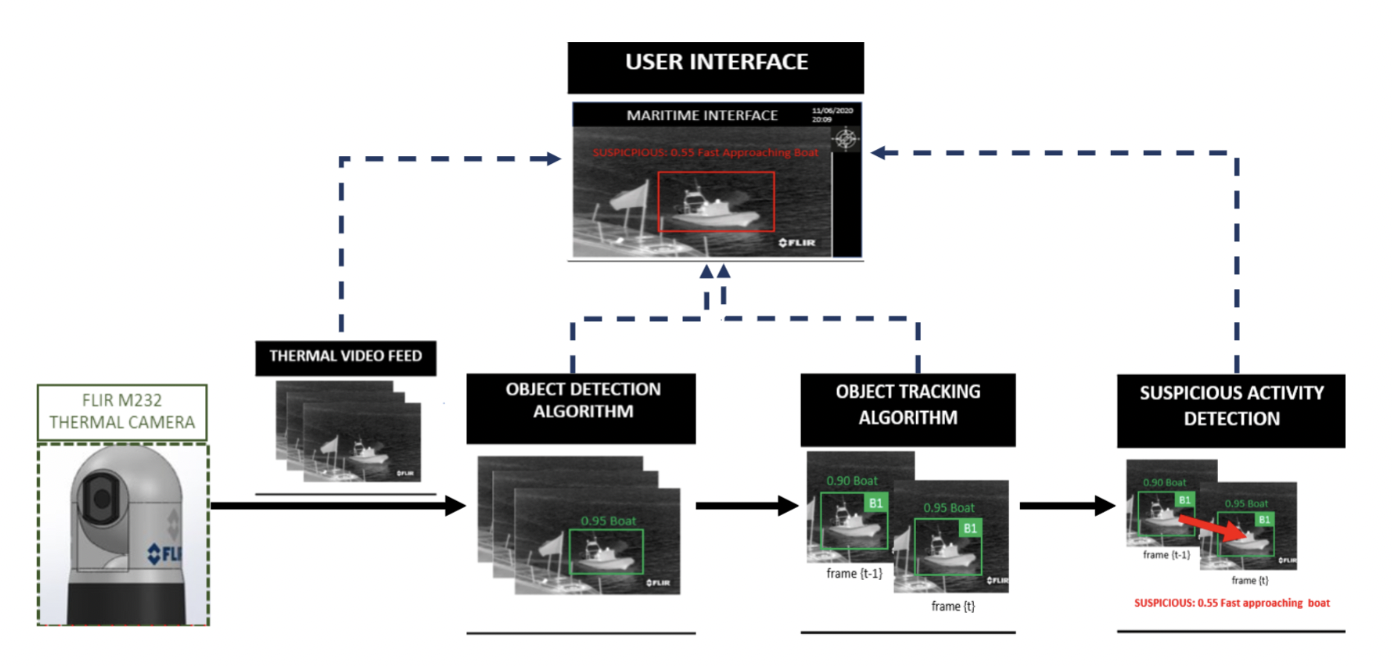 USER INTERFACE
MARITIME INTERFACE
11/06/2020
20:09
SUSPICPIOUS: 0.55 Fast Approaching Boat
FLIR
THERMAL VIDEO FEED
FLIR
FLIR M232
THERMAL CAMERA
FLI
OBJECT DETECTION
ALGORITHM
0.95 Boat
FLIR
OBJECT TRACKING
ALGORITHM
0.90 Boat
B1
frame {t-1}
0.95 Boat
B1
FLIR
frame {t}
SUSPICIOUS ACTIVITY
DETECTION
0.90 Boat
B1
frame {t-1}
0.95 Boat
B1
FLIR
frame {t}
SUSPICIOUS: 0.55 Fast approaching boat